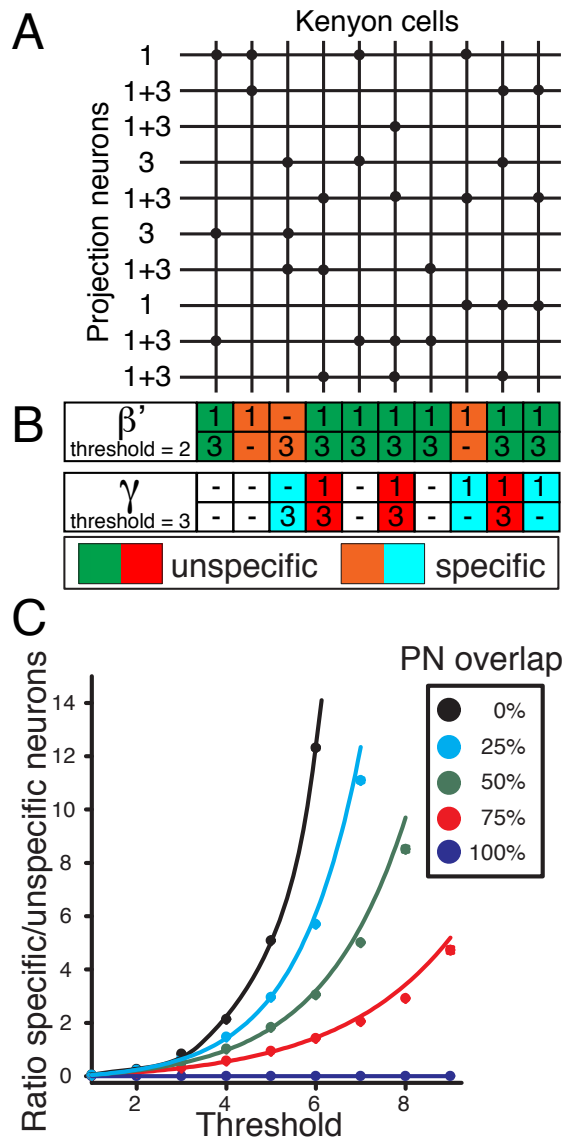 A
Kenyon cells
Projection neurons
1
1+3
1+3
3
1+3
3
1+3
1
1+3
1+3
B
β'
threshold = 2
1 1 - 1 1 1 1 1 1 1
3 - 3 3 3 3 3 - 3 3
γ
threshold = 3
- - - 1 - 1 - 1 1 1
- - 3 3 - 3 - - 3 -
unspecific
specific
C
PN overlap
0%
25%
50%
75%
100%
Ratio specific/unspecific neurons
14
12
10
8
6
4
2
0
2 4 6 8
Threshold